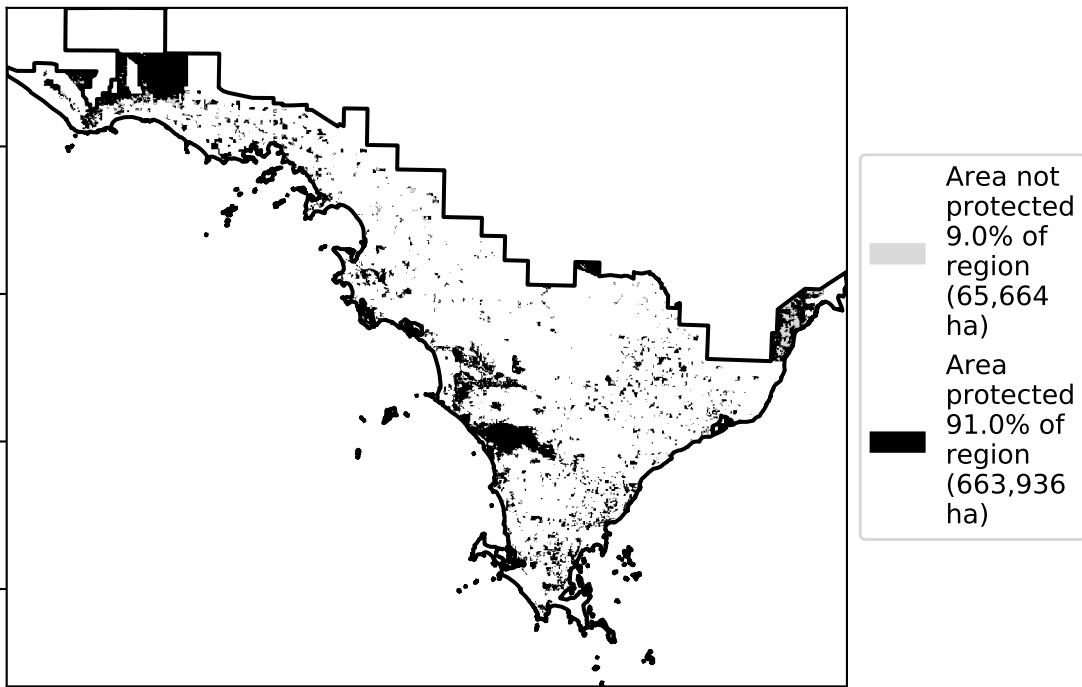 Area not
protected
9.0% of
region
(65,664
ha)
Area
protected
91.0% of
region
(663,936
ha)